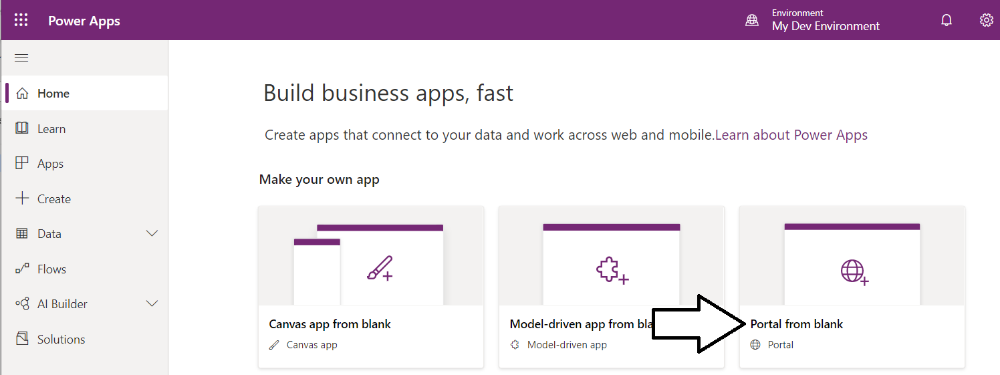 Power Apps
Environment
My Dev Environment
Home
Learn
Apps
Create
Data
Flows
AI Builder
Solutions
Build business apps, fast
Create apps that connect to your data and work across web and mobile.Learn about Power Apps
Make your own app
Canvas app from blank
Canvas app
Model-driven app from
Model-driven app
Portal from blank
Portal